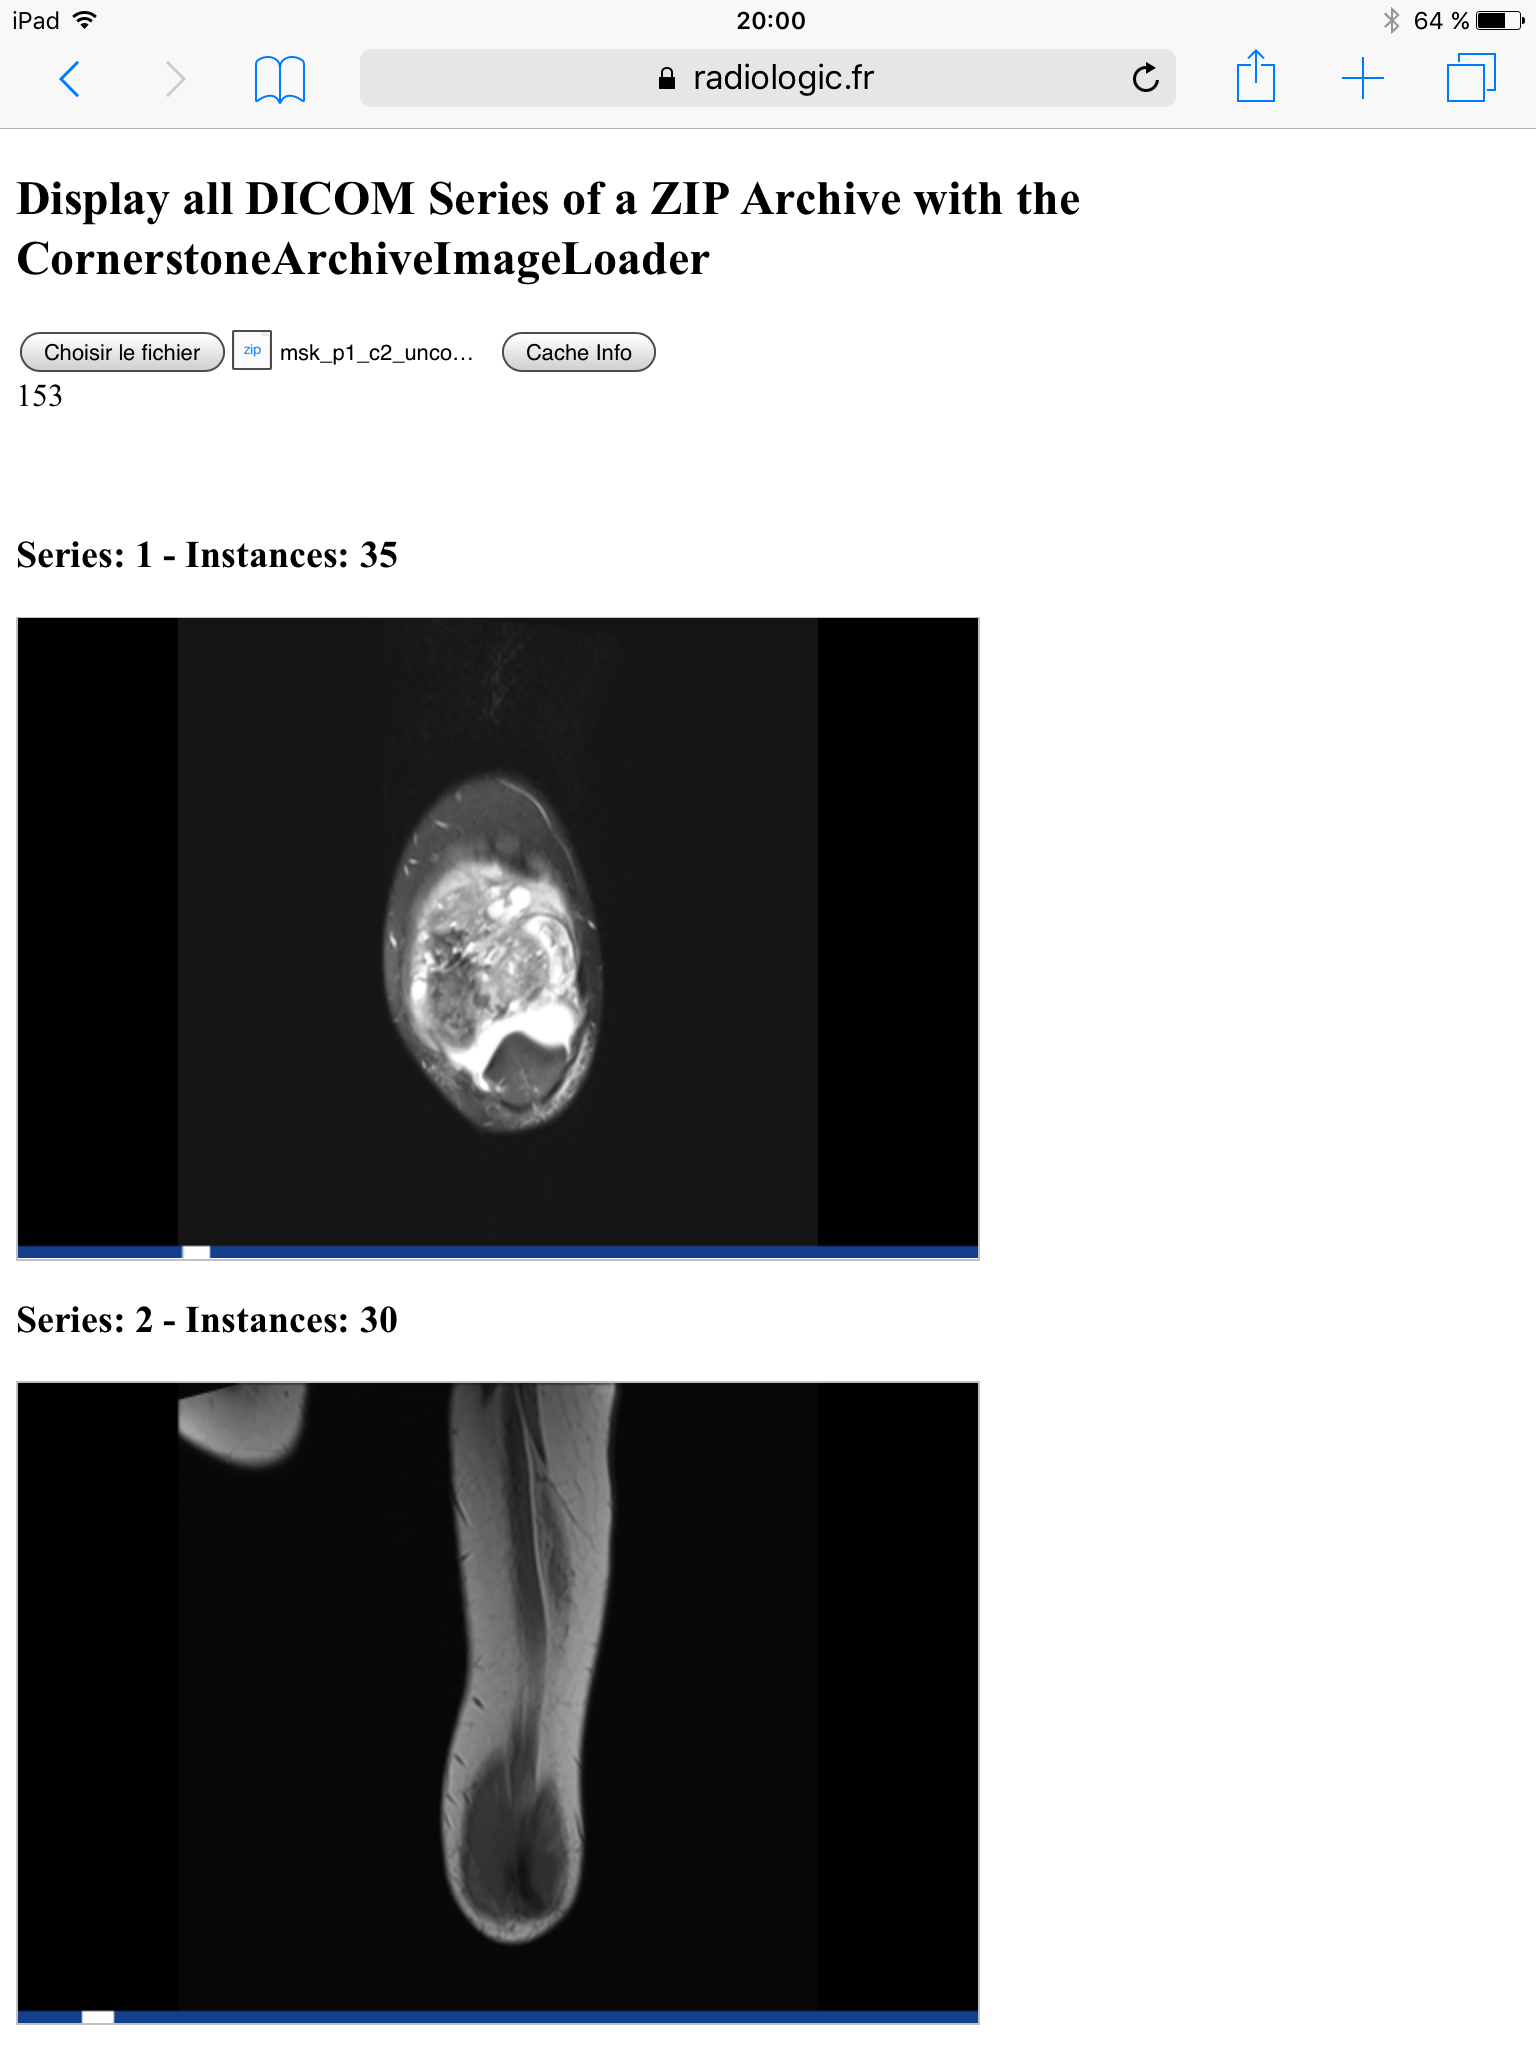 iPad 20:00 64 %
radiologic.fr
Display all DICOM Series of a ZIP Archive with the
CornerstoneArchiveImageLoader
Choisir le fichier zip msk_p1_c2_unco... Cache Info
153
Series: 1 - Instances: 35
Series: 2 - Instances: 30